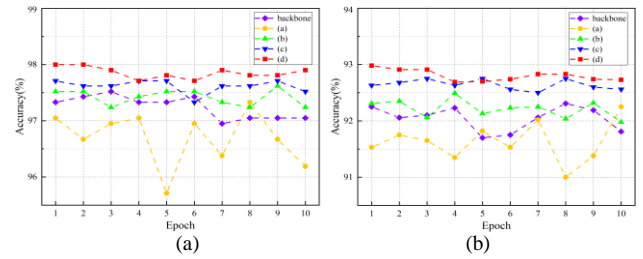 99
98
97
96
Accuracy(%)
1 2 3 4 5 6 7 8 9 10
Epoch
backbone
(a)
(b)
(c)
(d)
(a)
94
93
92
91
Accuracy(%)
1 2 3 4 5 6 7 8 9 10
Epoch
backbone
(a)
(b)
(c)
(d)
(b)